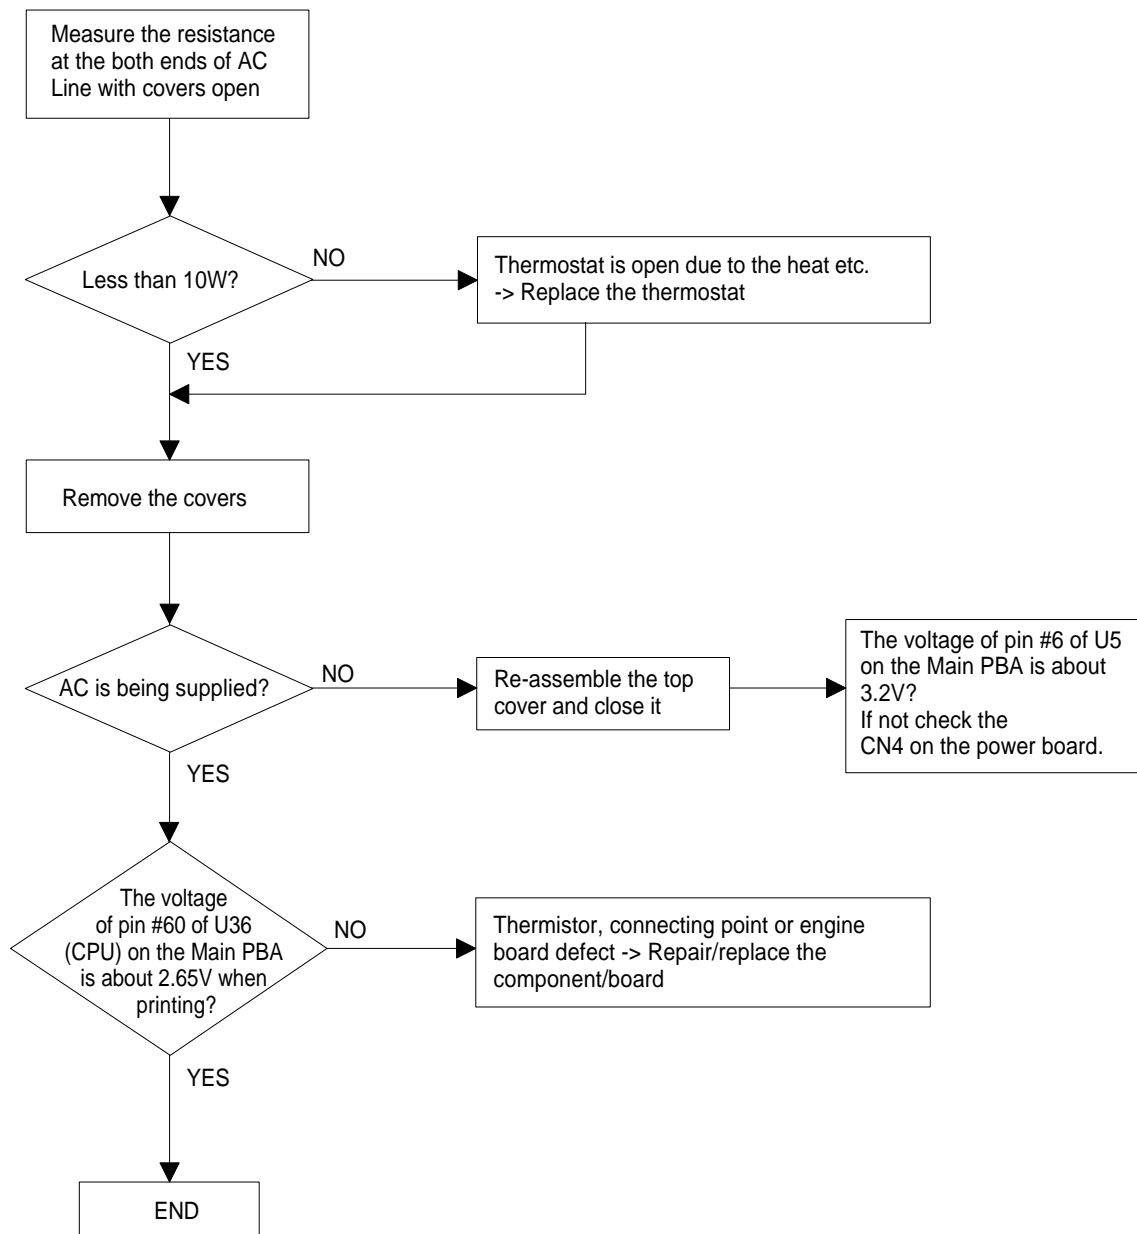 Measure the resistance
at the both ends of AC
Line with covers open
Less than 10W?
NO
Thermostat is open due to the heat etc.
-> Replace the thermostat
YES
Remove the covers
AC is being supplied?
NO
Re-assemble the top
cover and close it
The voltage of pin #6 of U5
on the Main PBA is about
3.2V?
If not check the
CN4 on the power board.
YES
The voltage
of pin #60 of U36
(CPU) on the Main PBA
is about 2.65V when
printing?
NO
Thermistor, connecting point or engine
board defect -> Repair/replace the
component/board
YES
END